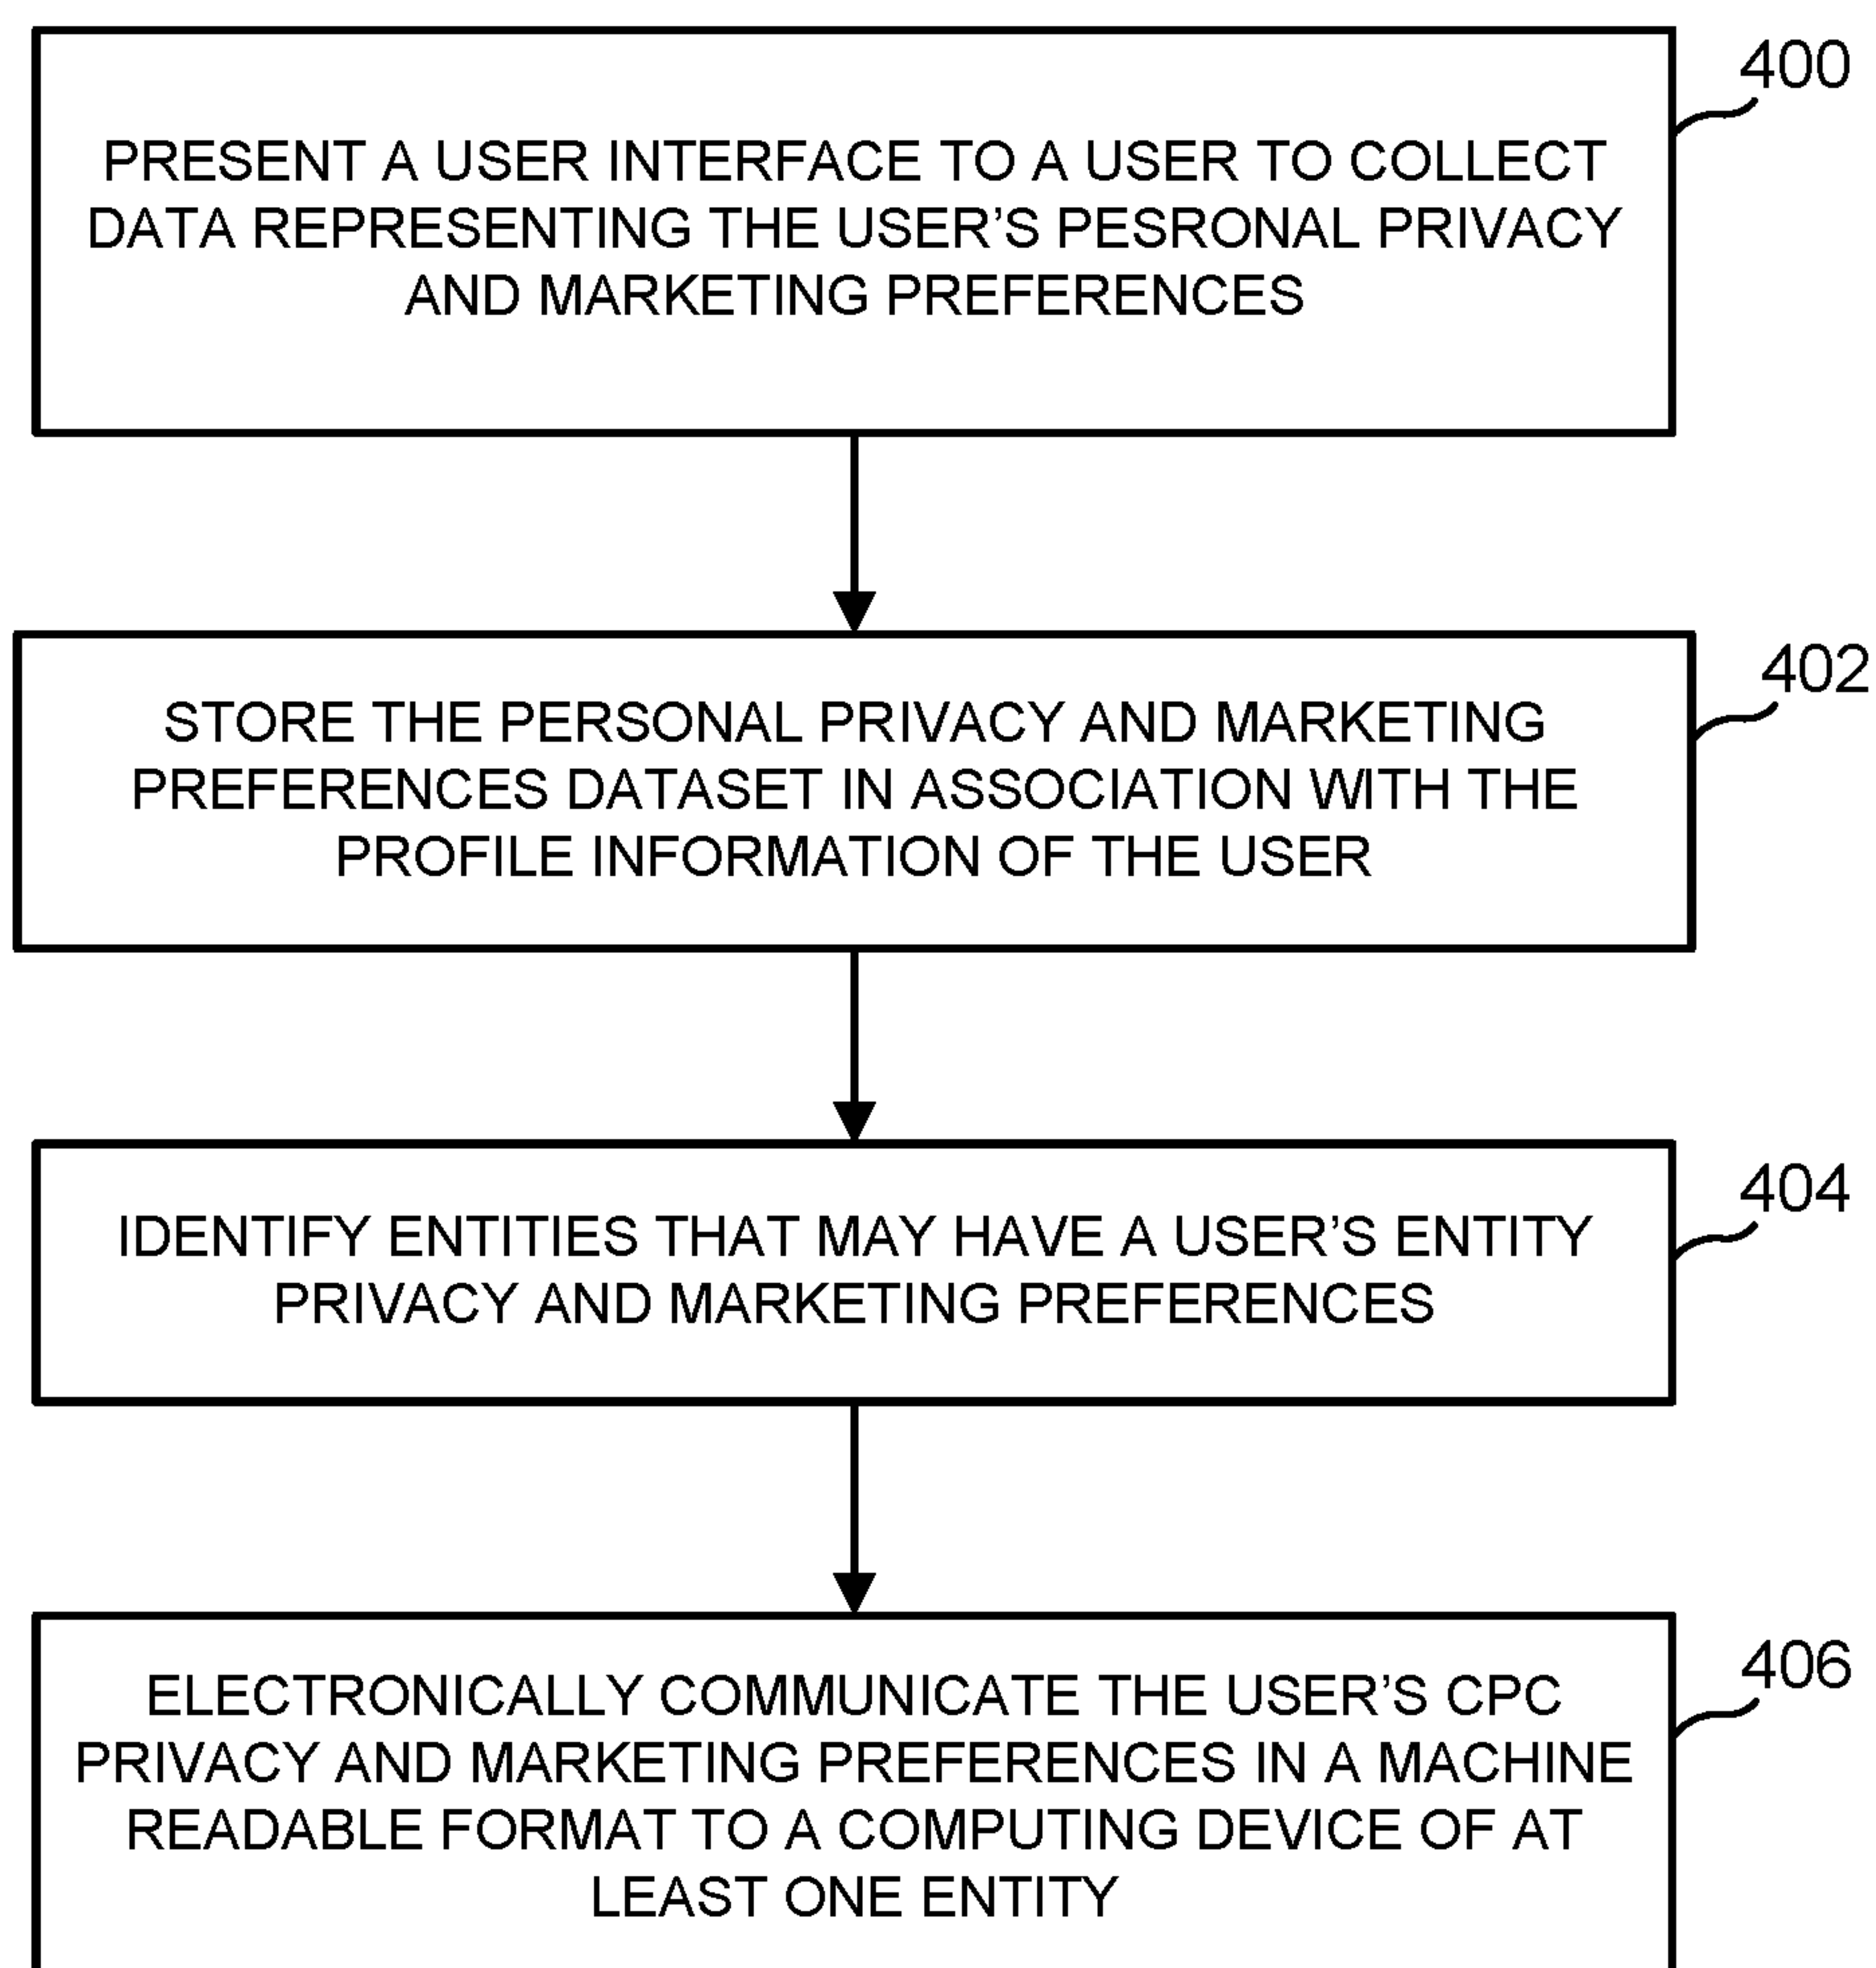 400
PRESENT A USER INTERFACE TO A USER TO COLLECT
DATA REPRESENTING THE USER’S PESRONAL PRIVACY
AND MARKETING PREFERENCES
402
STORE THE PERSONAL PRIVACY AND MARKETING
PREFERENCES DATASET IN ASSOCIATION WITH THE
PROFILE INFORMATION OF THE USER
404
IDENTIFY ENTITIES THAT MAY HAVE A USER’S ENTITY
PRIVACY AND MARKETING PREFERENCES
406
ELECTRONICALLY COMMUNICATE THE USER’S CPC
PRIVACY AND MARKETING PREFERENCES IN A MACHINE
READABLE FORMAT TO A COMPUTING DEVICE OF AT
LEAST ONE ENTITY